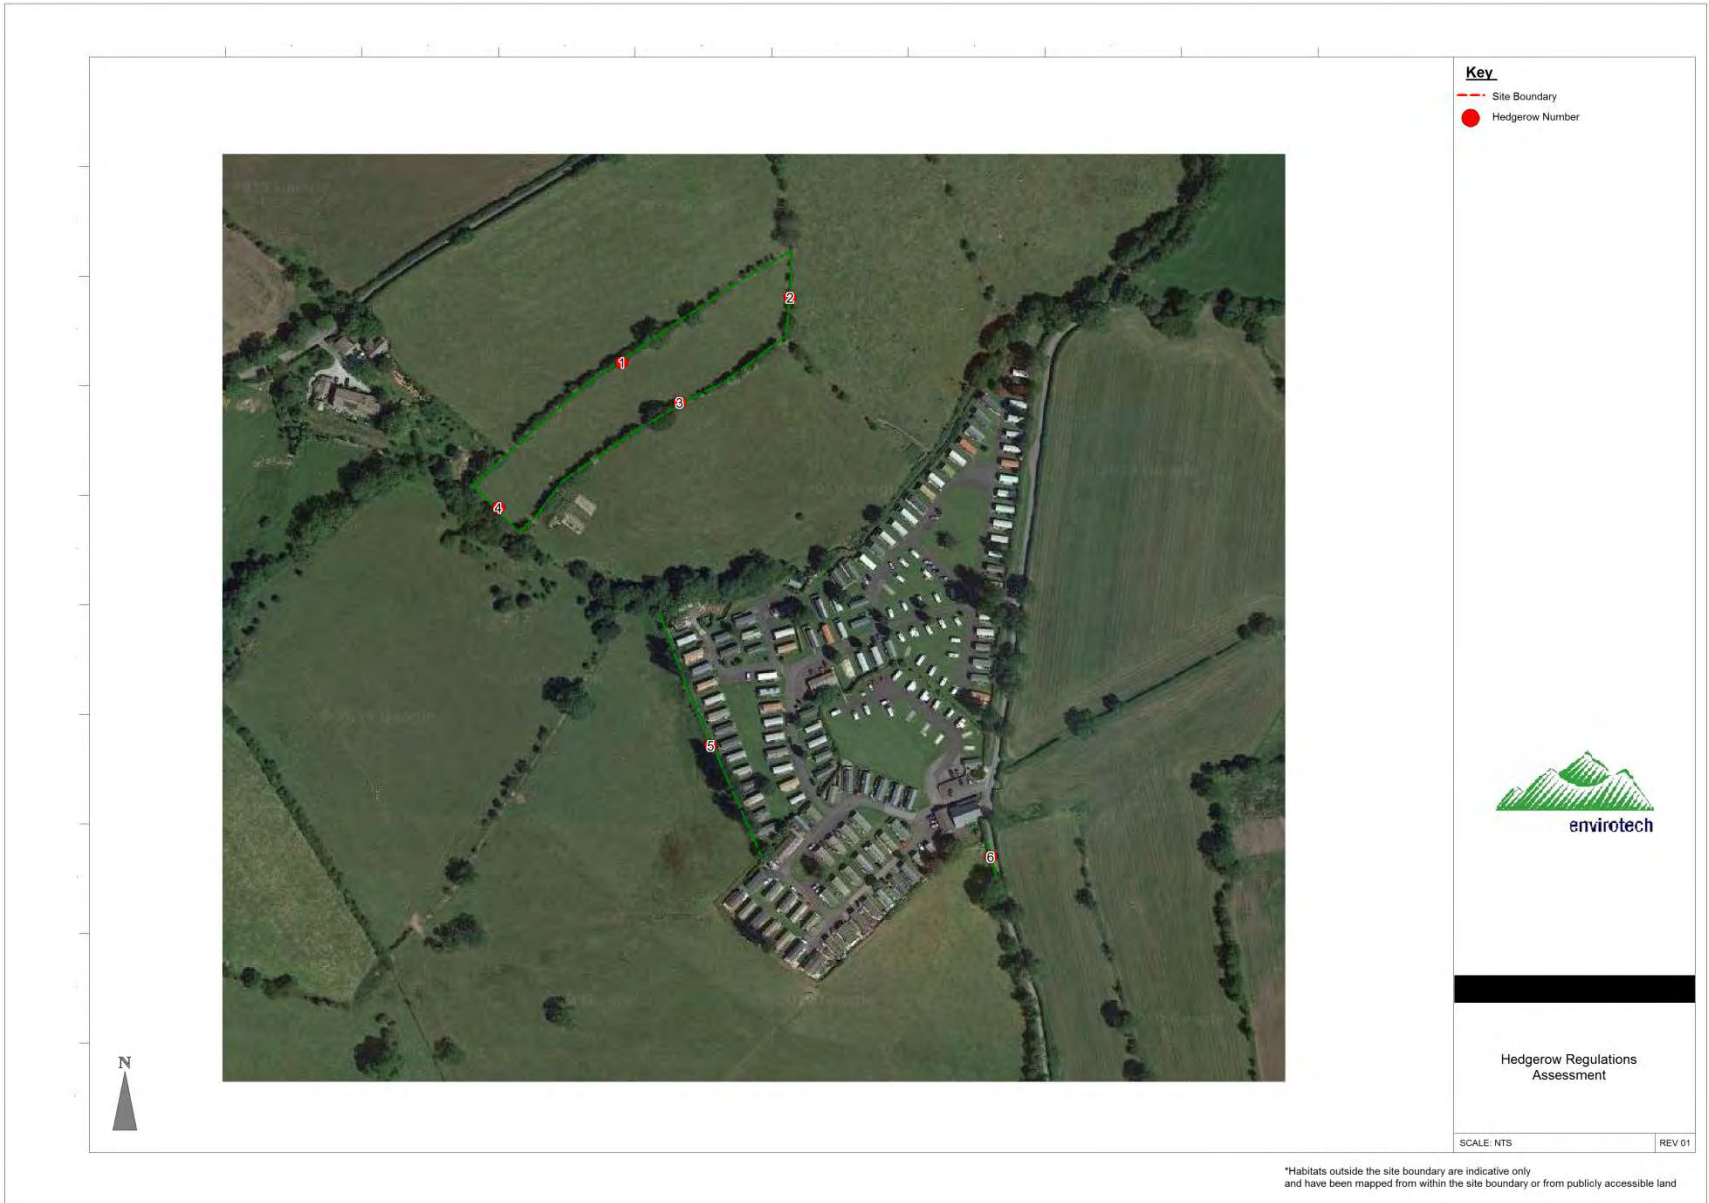 Key
Site Boundary
Hedgerow Number
2
1
3
4
5
6
N
envirotech
Hedgerow Regulations
Assessment
SCALE: NTS
REV 01
*Habitats outside the site boundary are indicative only
and have been mapped from within the site boundary or from publicly accessible land